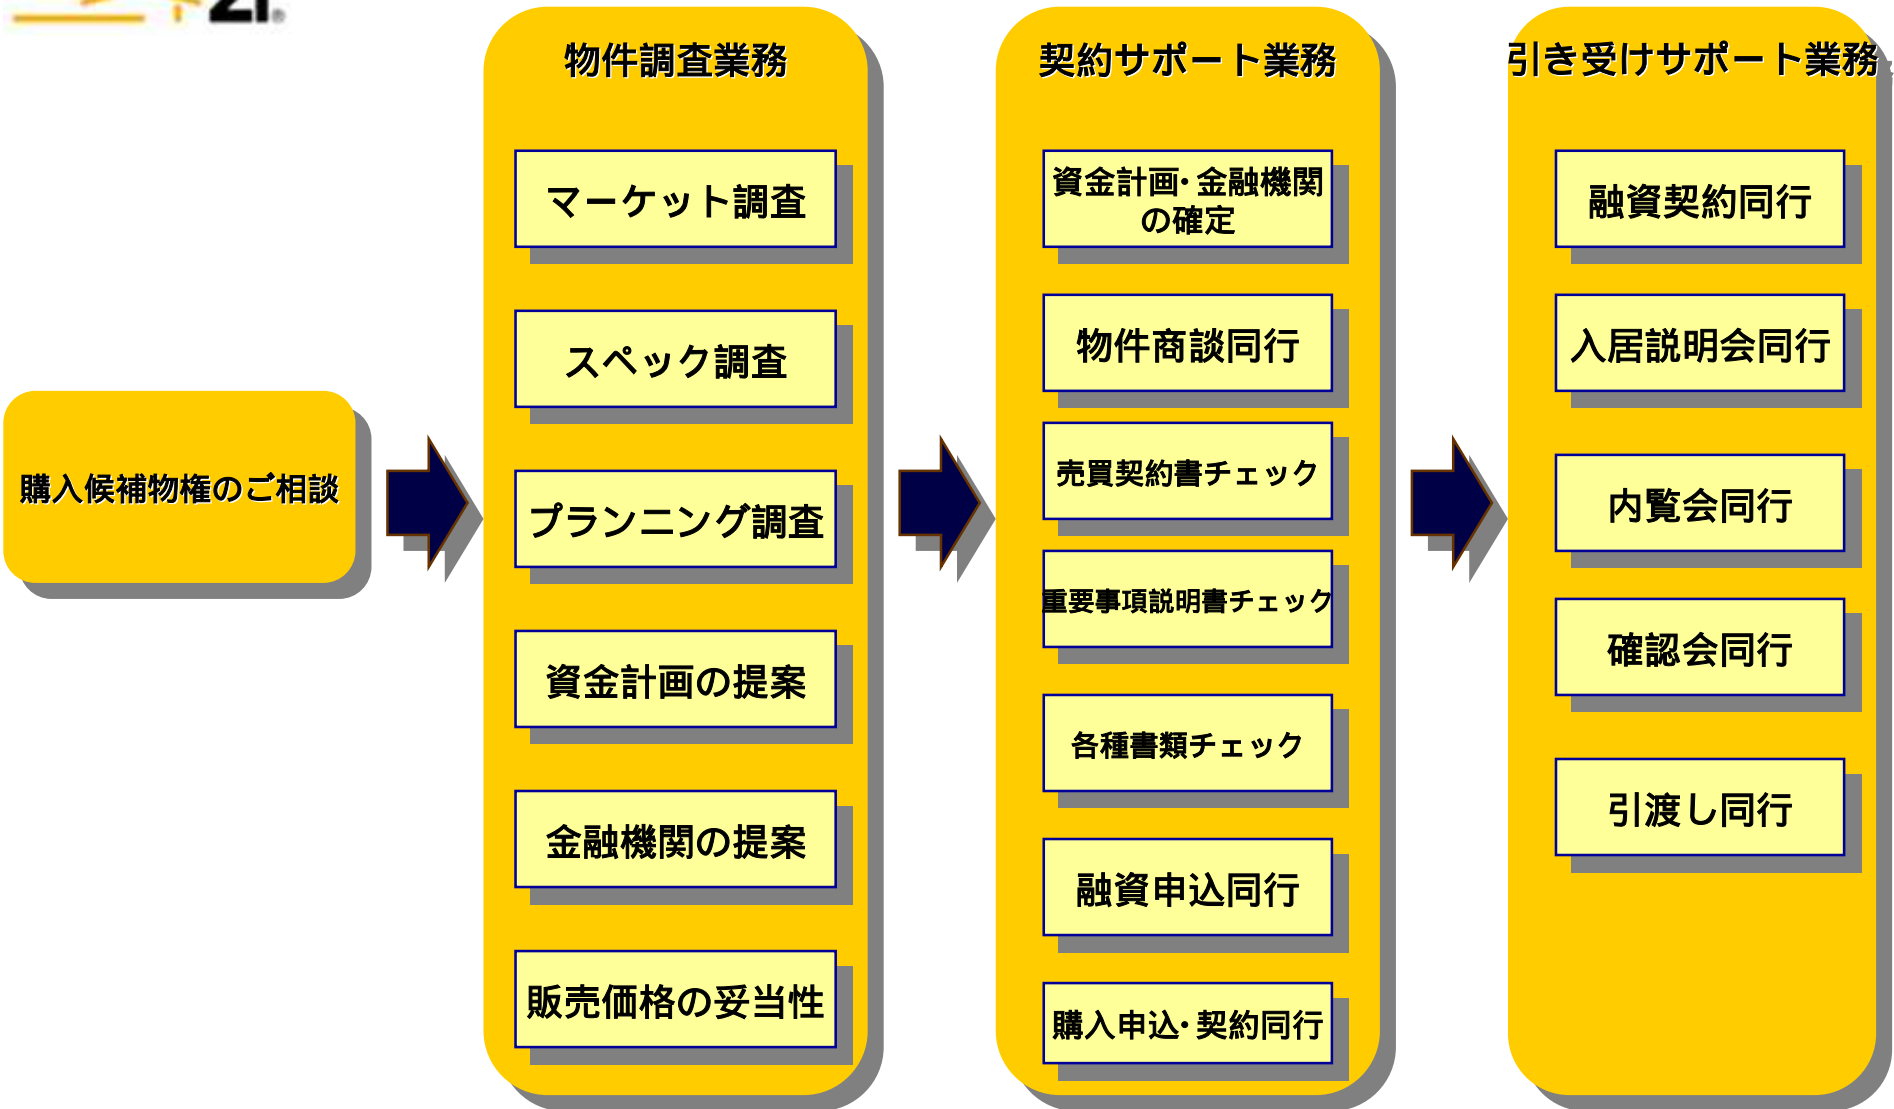 21
®
購入候補物権のご相談
物件調査業務
マーケット調査
スペック調査
プランニング調査
資金計画の提案
金融機関の提案
販売価格の妥当性
契約サポート業務
資金計画・金融機関
の確定
物件商談同行
売買契約書チェック
重要事項説明書チェック
各種書類チェック
融資申込同行
購入申込・契約同行
引き受けサポート業務
融資契約同行
入居説明会同行
内覧会同行
確認会同行
引渡し同行